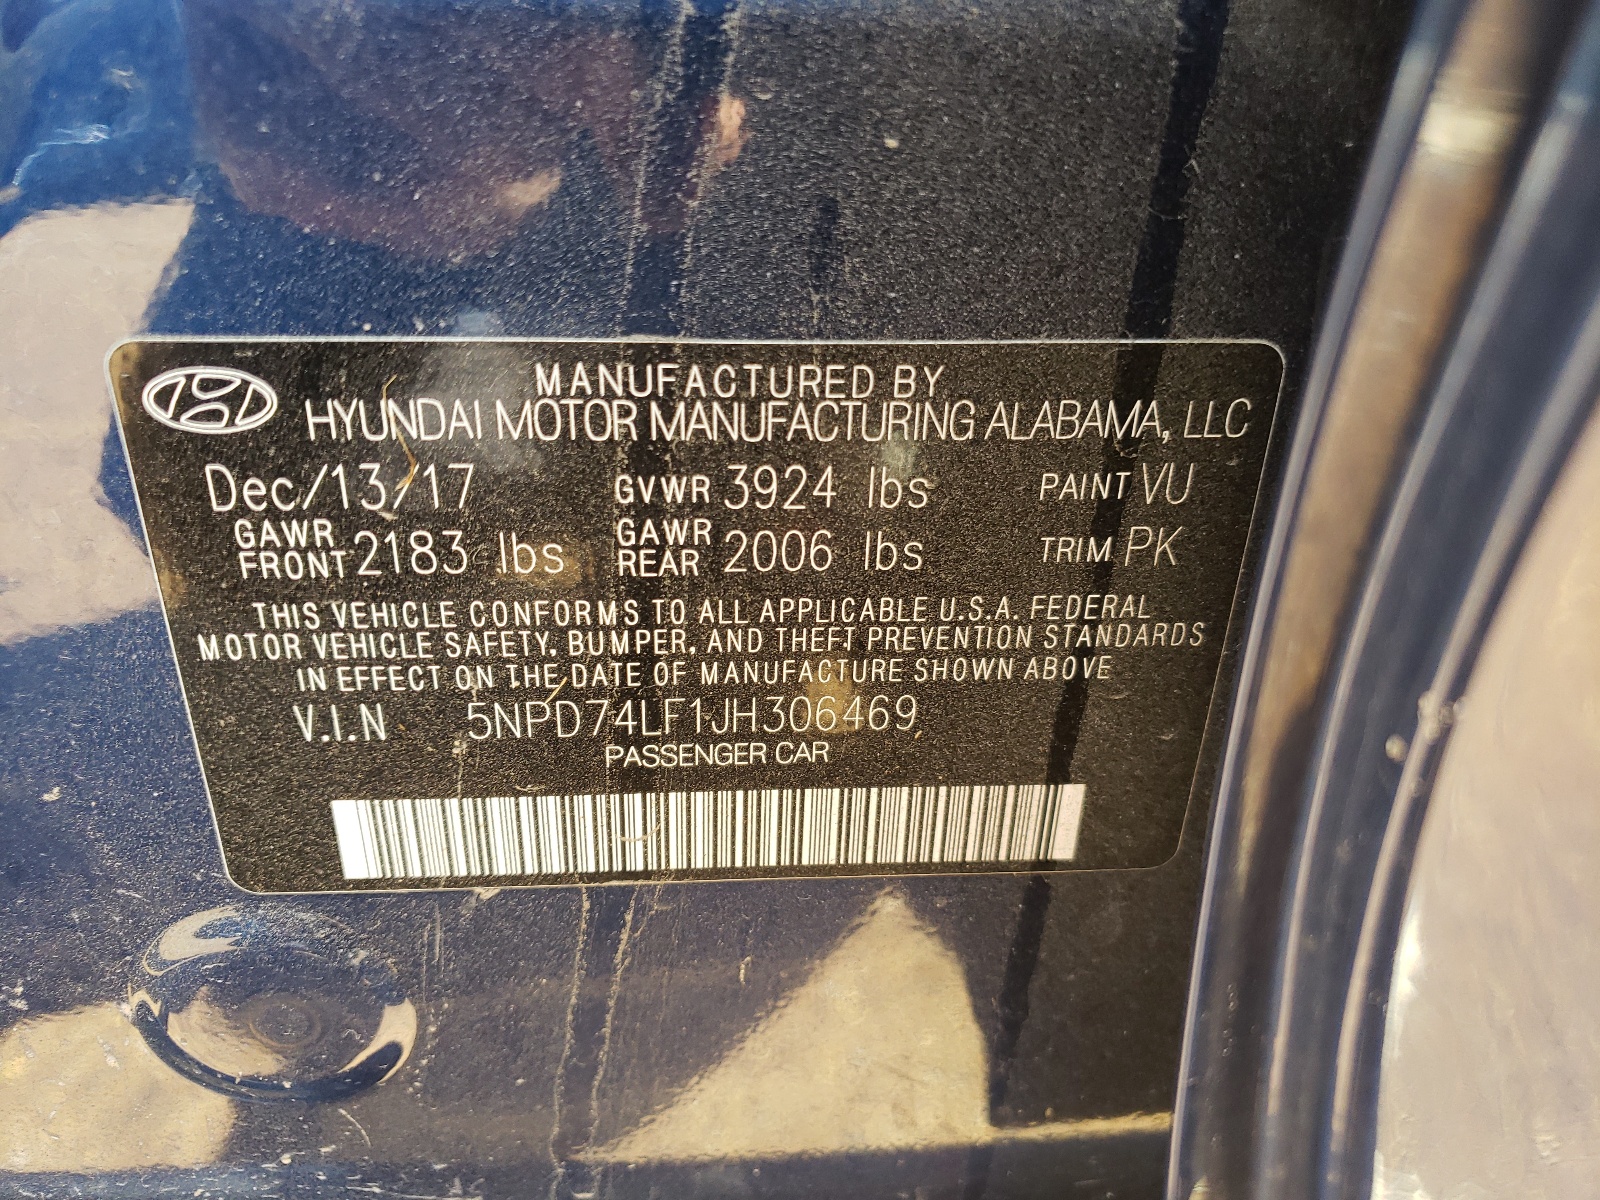 MANUFACTURED BY
HYUNDAI MOTOR MANUFACTURING ALABAMA, LLC
Dec/13/17 GVWR 3924 lbs PAINT VU
GAWR FRONT 2183 lbs GAWR REAR 2006 lbs TRIM PK
THIS VEHICLE CONFORMS TO ALL APPLICABLE U.S.A. FEDERAL
MOTOR VEHICLE SAFETY, BUMPER, AND THEFT PREVENTION STANDARDS
IN EFFECT ON THE DATE OF MANUFACTURE SHOWN ABOVE
V.I.N 5NPD74LF1JH306469
PASSENGER CAR